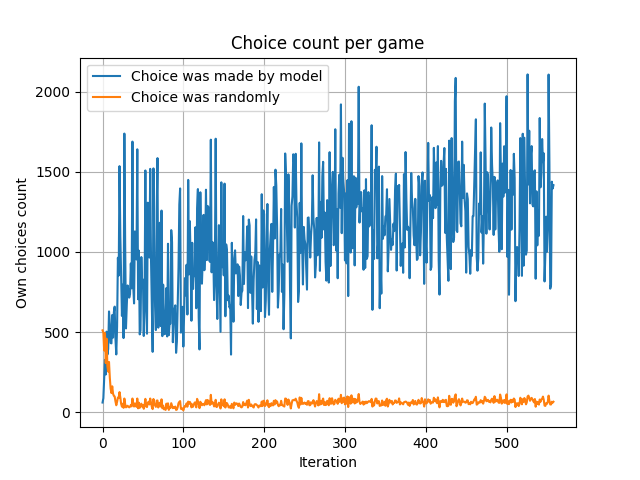 Choice count per game
Choice was made by model
Choice was randomly
Own choices count
2000
1500
1000
500
0
0 100 200 300 400 500
Iteration